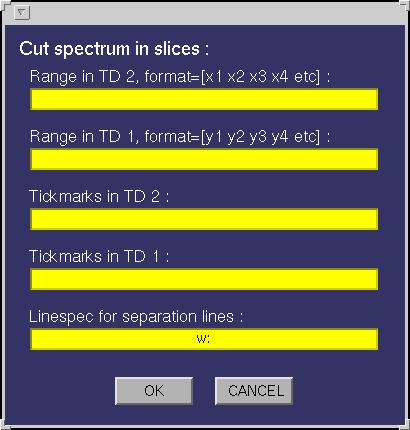 Cut spectrum in slices :
Range in TD 2, format=[x1 x2 x3 x4 etc] :
Range in TD 1, format=[y1 y2 y3 y4 etc] :
Tickmarks in TD 2 :
Tickmarks in TD 1 :
Linespec for separation lines :
w:
OK CANCEL